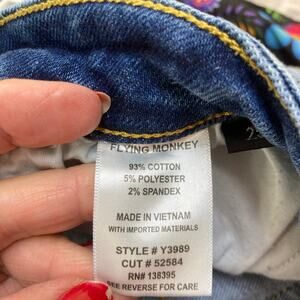 FLYING MONKEY
93% COTTON
5% POLYESTER
2% SPANDEX
MADE IN VIETNAM
WITH IMPORTED MATERIALS
STYLE # Y3989
CUT # 52584
RN# 138395
SEE REVERSE FOR CARE